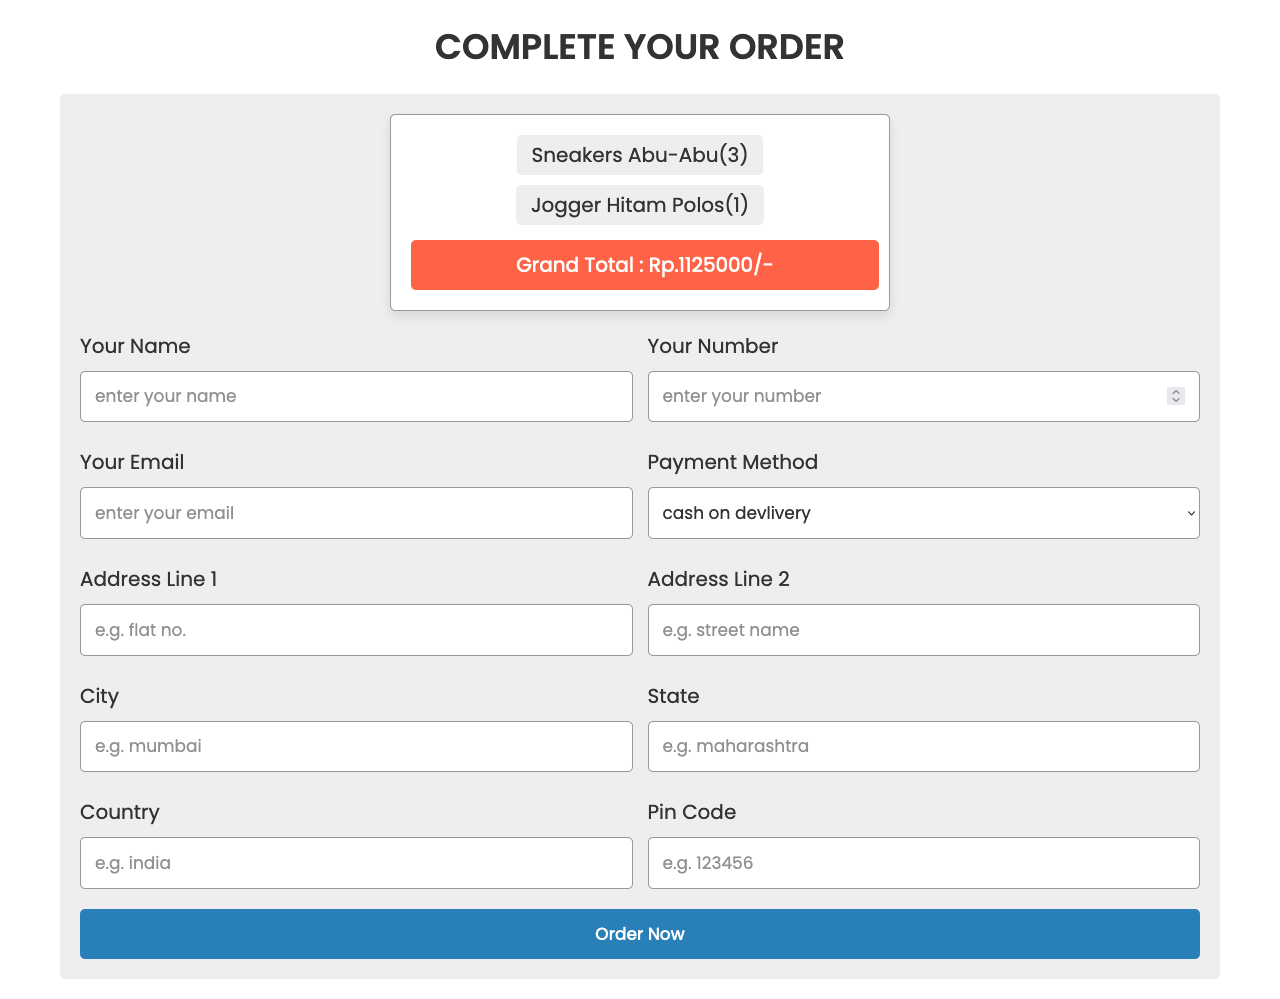 COMPLETE YOUR ORDER
Sneakers Abu-Abu(3)
Jogger Hitam Polos(1)
Grand Total : Rp.1125000/-
Your Name
Your Number
enter your name
enter your number
Your Email
Payment Method
enter your email
cash on devlivery
Address Line 1
Address Line 2
e.g. flat no.
e.g. street name
City
State
e.g. mumbai
e.g. maharashtra
Country
Pin Code
e.g. india
e.g. 123456
Order Now